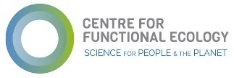 CENTRE FOR
FUNCTIONAL ECOLOGY
SCIENCE FOR PEOPLE & THE PLANET